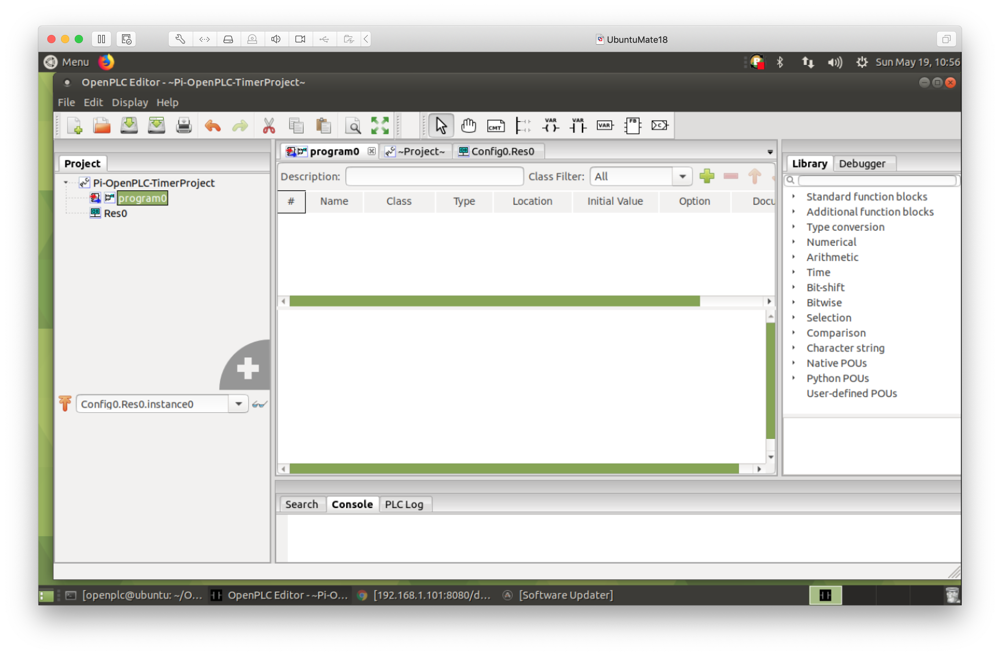 UbuntuMate18
Menu
Sun May 19, 10:56
OpenPLC Editor - ~Pi-OpenPLC-TimerProject~
File Edit Display Help
CMT
VAR
VAR
VAR
FB
C
Project
Pi-OpenPLC-TimerProject
program0
Res0
Config0.Res0.instance0
program0
~Project~
Config0.Res0
Description:
Class Filter: All
# Name Class Type Location Initial Value Option Docu
Library Debugger
Standard function blocks
Additional function blocks
Type conversion
Numerical
Arithmetic
Time
Bit-shift
Bitwise
Selection
Comparison
Character string
Native POUs
Python POUs
User-defined POUs
Search Console PLC Log
[openplc@ubuntu: ~/O...
OpenPLC Editor - ~Pi-O...
[192.168.1.101:8080/d...
[Software Updater]